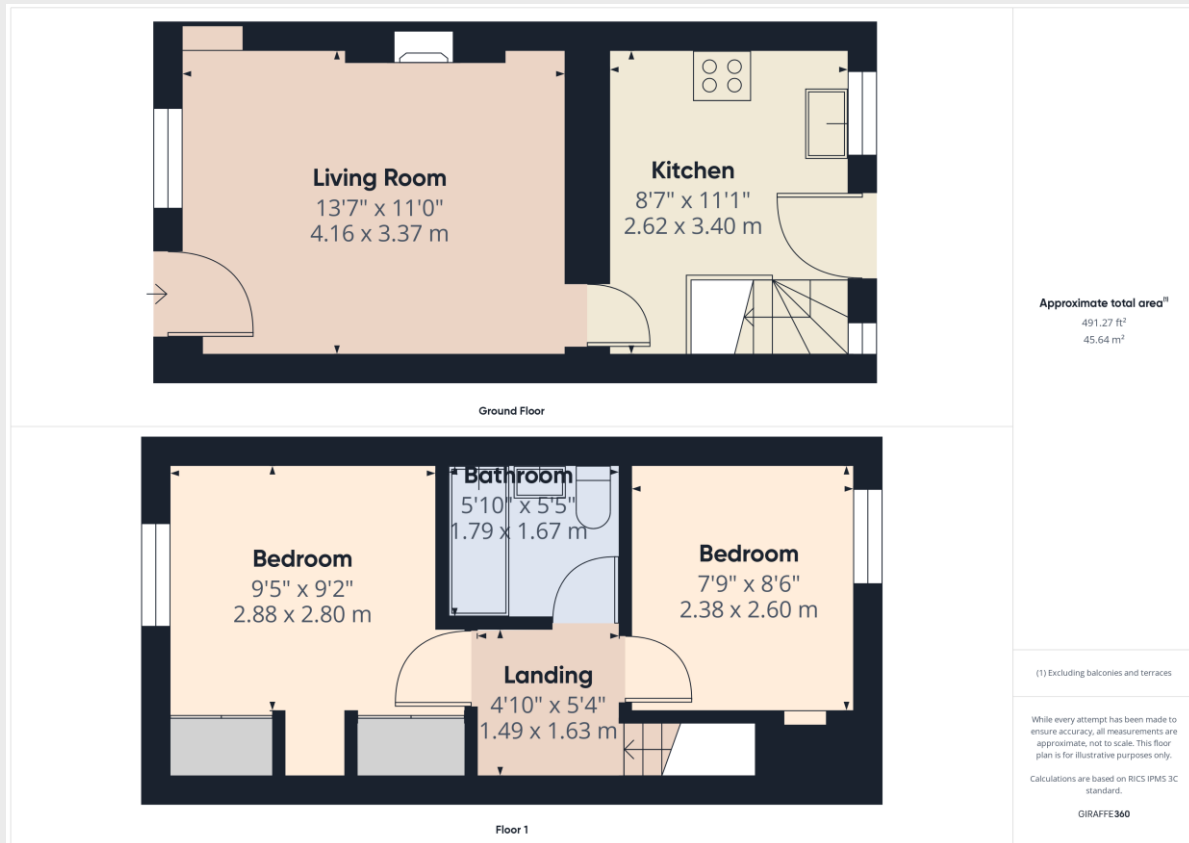 Living Room
13'7" x 11'0"
4.16 x 3.37 m
Kitchen
8'7" x 11'1"
2.62 x 3.40 m
Ground Floor
Bathroom
5'10" x 5'5"
1.79 x 1.67 m
Bedroom
9'5" x 9'2"
2.88 x 2.80 m
Bedroom
7'9" x 8'6"
2.38 x 2.60 m
Landing
4'10" x 5'4"
1.49 x 1.63 m
Floor 1
Approximate total area(1)
491.27 ft²
45.64 m²
(1) Excluding balconies and terraces
While every attempt has been made to
ensure accuracy, all measurements are
approximate, not to scale. This floor
plan is for illustrative purposes only.
Calculations are based on RICS IPMS 3C
standard.
GIRAFFE360